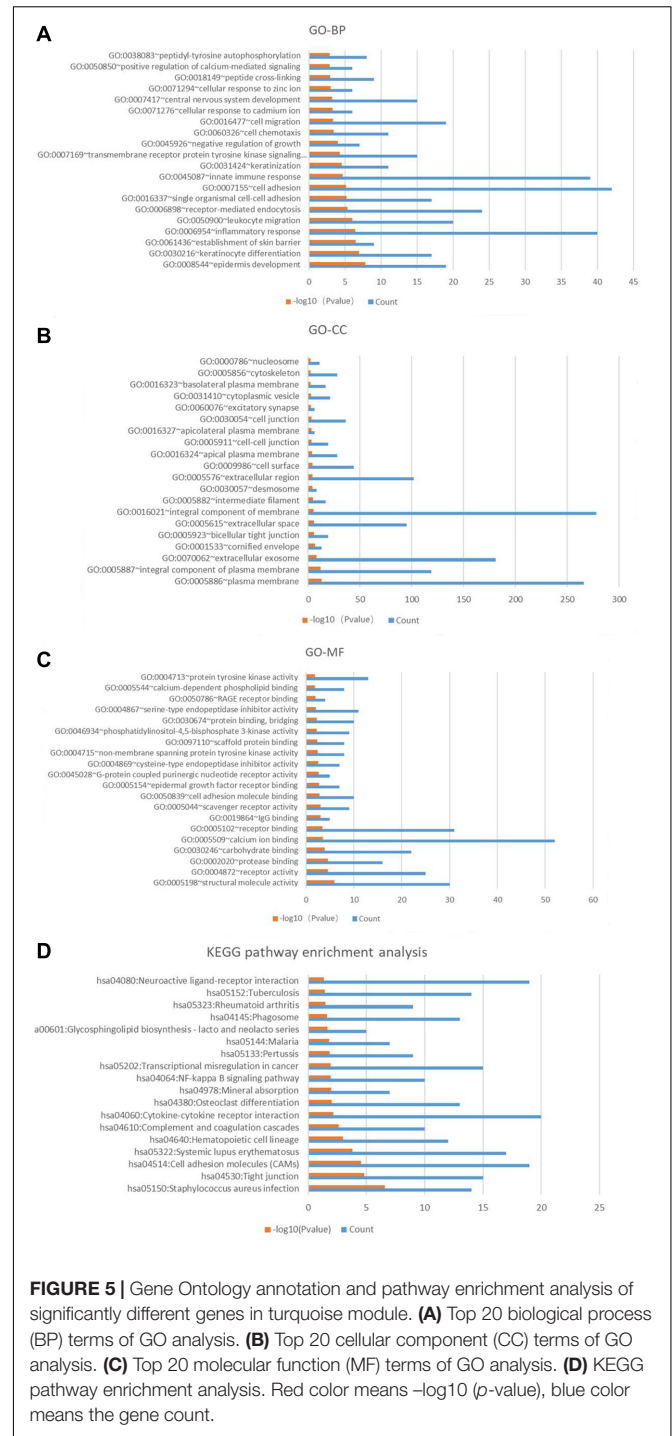 A
GO-BP
GO:0038083~peptidyl-tyrosine autophosphorylation
GO:0050850~positive regulation of calcium-mediated signaling
GO:0018149~peptide cross-linking
GO:0071294~cellular response to zinc ion
GO:0007417~central nervous system development
GO:0071276~cellular response to cadmium ion
GO:0016477~cell migration
GO:0060326~cell chemotaxis
GO:0045926~negative regulation of growth
GO:0007169~transmembrane receptor protein tyrosine kinase signaling...
GO:0031424~keratinization
GO:0045087~innate immune response
GO:0007155~cell adhesion
GO:0016337~single organismal cell-cell adhesion
GO:0006898~receptor-mediated endocytosis
GO:0050900~leukocyte migration
GO:0006954~inflammatory response
GO:0061436~establishment of skin barrier
GO:0030216~keratinocyte differentiation
GO:0008544~epidermis development
0 5 10 15 20 25 30 35 40 45
-log10 (Pvalue) Count
B
GO-CC
GO:0000786~nucleosome
GO:0005856~cytoskeleton
GO:0016323~basolateral plasma membrane
GO:0031410~cytoplasmic vesicle
GO:0060076~excitatory synapse
GO:0030054~cell junction
GO:0016327~apicolateral plasma membrane
GO:0005911~cell-cell junction
GO:0016324~apical plasma membrane
GO:0009986~cell surface
GO:0005576~extracellular region
GO:0030057~desmosome
GO:0005882~intermediate filament
GO:0016021~integral component of membrane
GO:0005615~extracellular space
GO:0005923~bicellular tight junction
GO:0001533~cornified envelope
GO:0070062~extracellular exosome
GO:0005887~integral component of plasma membrane
GO:0005886~plasma membrane
0 50 100 150 200 250 300
-log10 (Pvalue) Count
C
GO-MF
GO:0004713~protein tyrosine kinase activity
GO:0005544~calcium-dependent phospholipid binding
GO:0050786~RAGE receptor binding
GO:0004867~serine-type endopeptidase inhibitor activity
GO:0030674~protein binding, bridging
GO:0046934~phosphatidylinositol-4,5-bisphosphate 3-kinase activity
GO:0097110~scaffold protein binding
GO:0004715~non-membrane spanning protein tyrosine kinase activity
GO:0004869~cysteine-type endopeptidase inhibitor activity
GO:0045028~G-protein coupled purinergic nucleotide receptor activity
GO:0005154~epidermal growth factor receptor binding
GO:0050839~cell adhesion molecule binding
GO:0005044~scavenger receptor activity
GO:0019864~IgG binding
GO:0005102~receptor binding
GO:0005509~calcium ion binding
GO:0030246~carbohydrate binding
GO:0002020~protease binding
GO:0004872~receptor activity
GO:0005198~structural molecule activity
0 10 20 30 40 50 60
-log10 (Pvalue) Count
D
KEGG pathway enrichment analysis
hsa04080:Neuroactive ligand-receptor interaction
hsa05152:Tuberculosis
hsa05323:Rheumatoid arthritis
hsa04145:Phagosome
a00601:Glycosphingolipid biosynthesis - lacto and neolacto series
hsa05144:Malaria
hsa05133:Pertussis
hsa05202:Transcriptional misregulation in cancer
hsa04064:NF-kappa B signaling pathway
hsa04978:Mineral absorption
hsa04380:Osteoclast differentiation
hsa04060:Cytokine-cytokine receptor interaction
hsa04610:Complement and coagulation cascades
hsa04640:Hematopoietic cell lineage
hsa05322:Systemic lupus erythematosus
hsa04514:Cell adhesion molecules (CAMs)
hsa04530:Tight junction
hsa05150:Staphylococcus aureus infection
0 5 10 15 20 25
-log10(Pvalue) Count
FIGURE 5 | Gene Ontology annotation and pathway enrichment analysis of
significantly different genes in turquoise module. (A) Top 20 biological process
(BP) terms of GO analysis. (B) Top 20 cellular component (CC) terms of GO
analysis. (C) Top 20 molecular function (MF) terms of GO analysis. (D) KEGG
pathway enrichment analysis. Red color means –log10 (p-value), blue color
means the gene count.